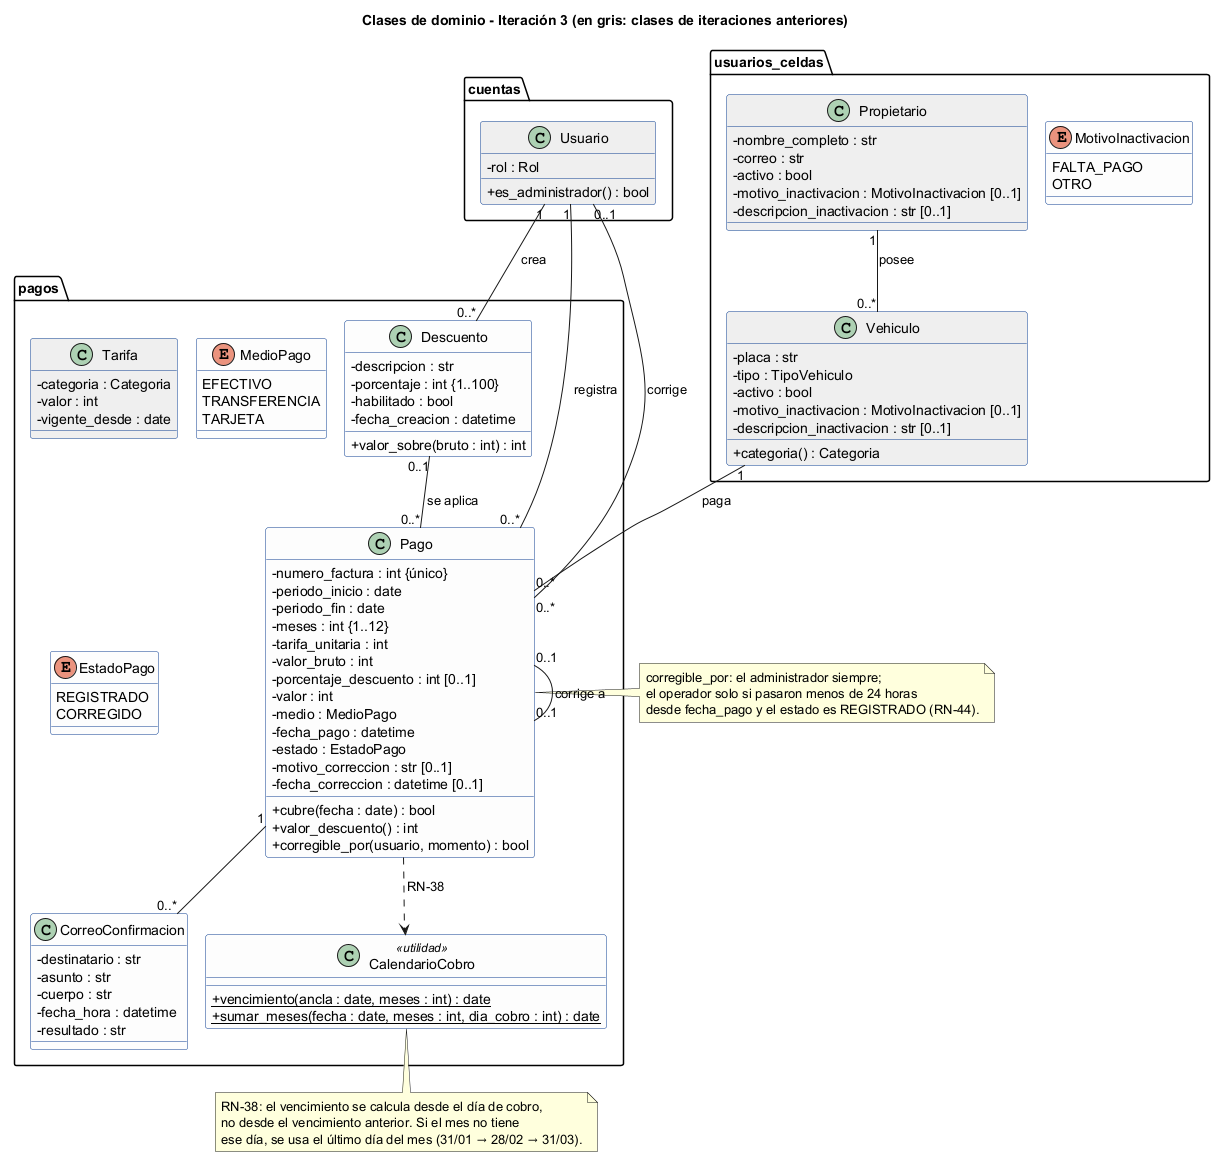 Clases de dominio - Iteración 3 (en gris: clases de iteraciones anteriores)
usuarios_celdas
cuentas
C Propietario
-nombre_completo : str
-correo : str
-activo : bool
-motivo_inactivacion : MotivoInactivacion [0..1]
-descripcion_inactivacion : str [0..1]
E MotivoInactivacion
FALTA_PAGO
OTRO
C Usuario
-rol : Rol
+es_administrador() : bool
1
1
0..1
1
crea
posee
pagos
0..*
0..*
C Tarifa
-categoria : Categoria
-valor : int
-vigente_desde : date
E MedioPago
EFECTIVO
TRANSFERENCIA
TARJETA
C Descuento
-descripcion : str
-porcentaje : int {1..100}
-habilitado : bool
-fecha_creacion : datetime
+valor_sobre(bruto : int) : int
registra
corrige
C Vehiculo
-placa : str
-tipo : TipoVehiculo
-activo : bool
-motivo_inactivacion : MotivoInactivacion [0..1]
-descripcion_inactivacion : str [0..1]
+categoria() : Categoria
0..1
1
se aplica
paga
0..*
0..*
C Pago
-numero_factura : int {único}
-periodo_inicio : date
-periodo_fin : date
-meses : int {1..12}
-tarifa_unitaria : int
-valor_bruto : int
-porcentaje_descuento : int [0..1]
-valor : int
-medio : MedioPago
-fecha_pago : datetime
-estado : EstadoPago
-motivo_correccion : str [0..1]
-fecha_correccion : datetime [0..1]
+cubre(fecha : date) : bool
+valor_descuento() : int
+corregible_por(usuario, momento) : bool
0..*
0..*
0..1
corrige a
0..1
E EstadoPago
REGISTRADO
CORREGIDO
corregible_por: el administrador siempre;
el operador solo si pasaron menos de 24 horas
desde fecha_pago y el estado es REGISTRADO (RN-44).
1
RN-38
0..*
C CorreoConfirmacion
-destinatario : str
-asunto : str
-cuerpo : str
-fecha_hora : datetime
-resultado : str
C «utilidad»
CalendarioCobro
+vencimiento(ancla : date, meses : int) : date
+sumar_meses(fecha : date, meses : int, dia_cobro : int) : date
RN-38: el vencimiento se calcula desde el día de cobro,
no desde el vencimiento anterior. Si el mes no tiene
ese día, se usa el último día del mes (31/01 → 28/02 → 31/03).